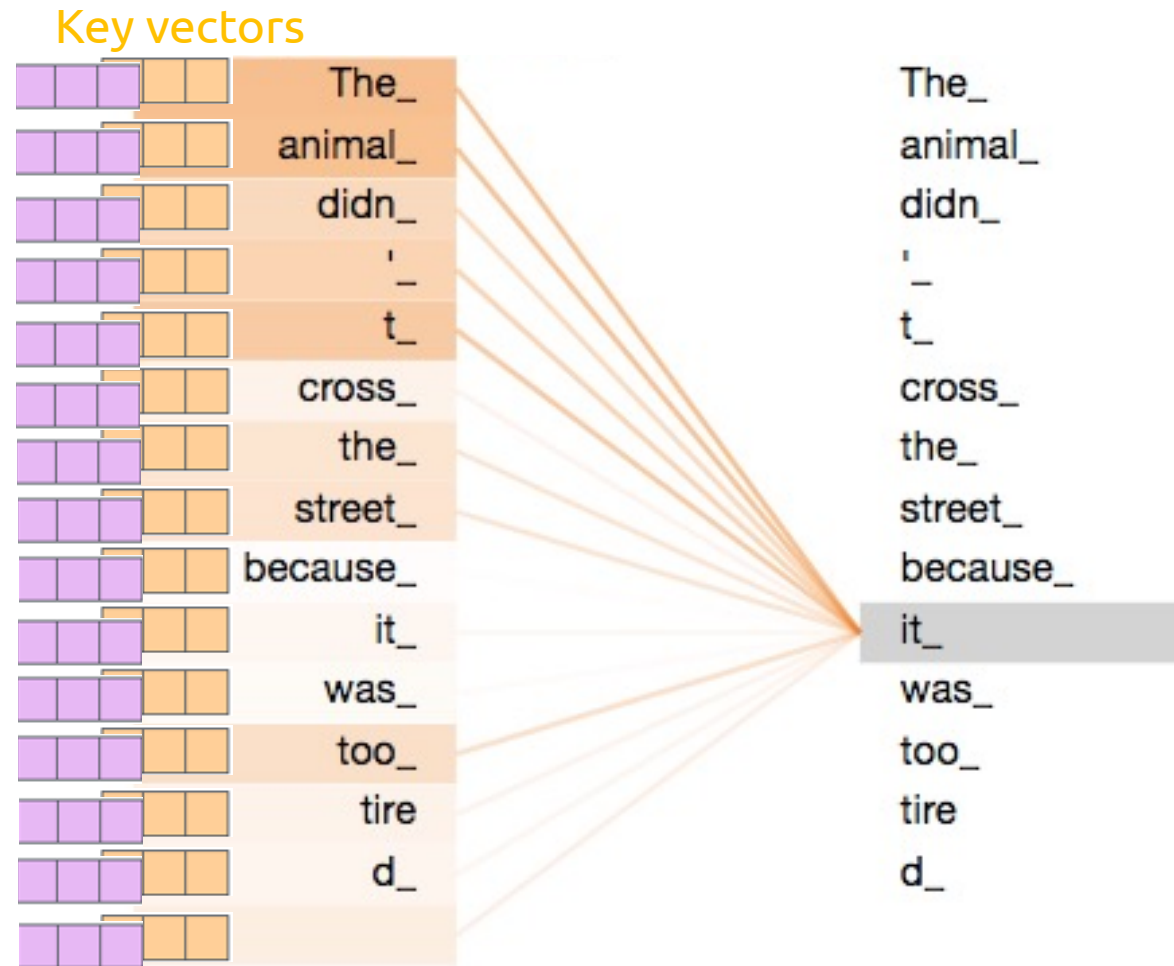 Key vectors
The_ The_
animal_ animal_
didn_ didn_
'_ '_
t_ t_
cross_ cross_
the_ the_
street_ street_
because_ because_
it_ it_
was_ was_
too_ too_
tire tire
d_ d_